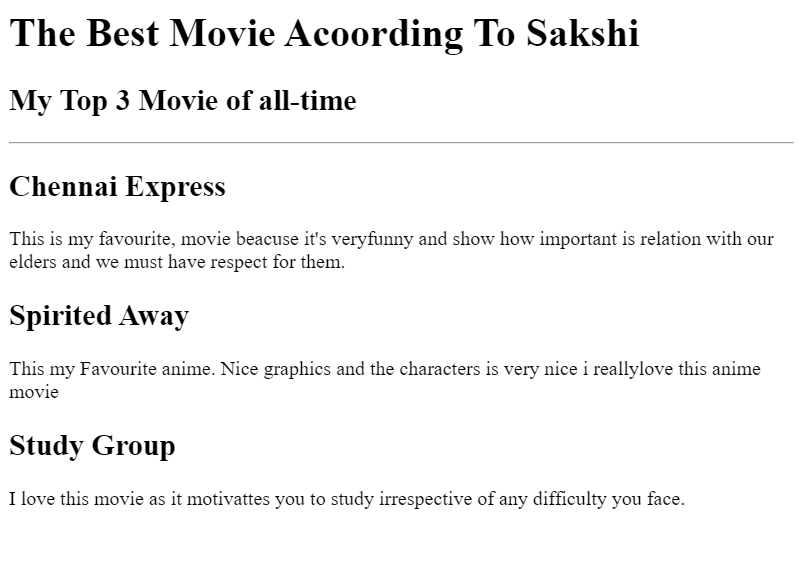 The Best Movie Acoording To Sakshi
My Top 3 Movie of all-time
Chennai Express
This is my favourite, movie beacuse it's veryfunny and show how important is relation with our
elders and we must have respect for them.
Spirited Away
This my Favourite anime. Nice graphics and the characters is very nice i reallylove this anime
movie
Study Group
I love this movie as it motivattes you to study irrespective of any difficulty you face.